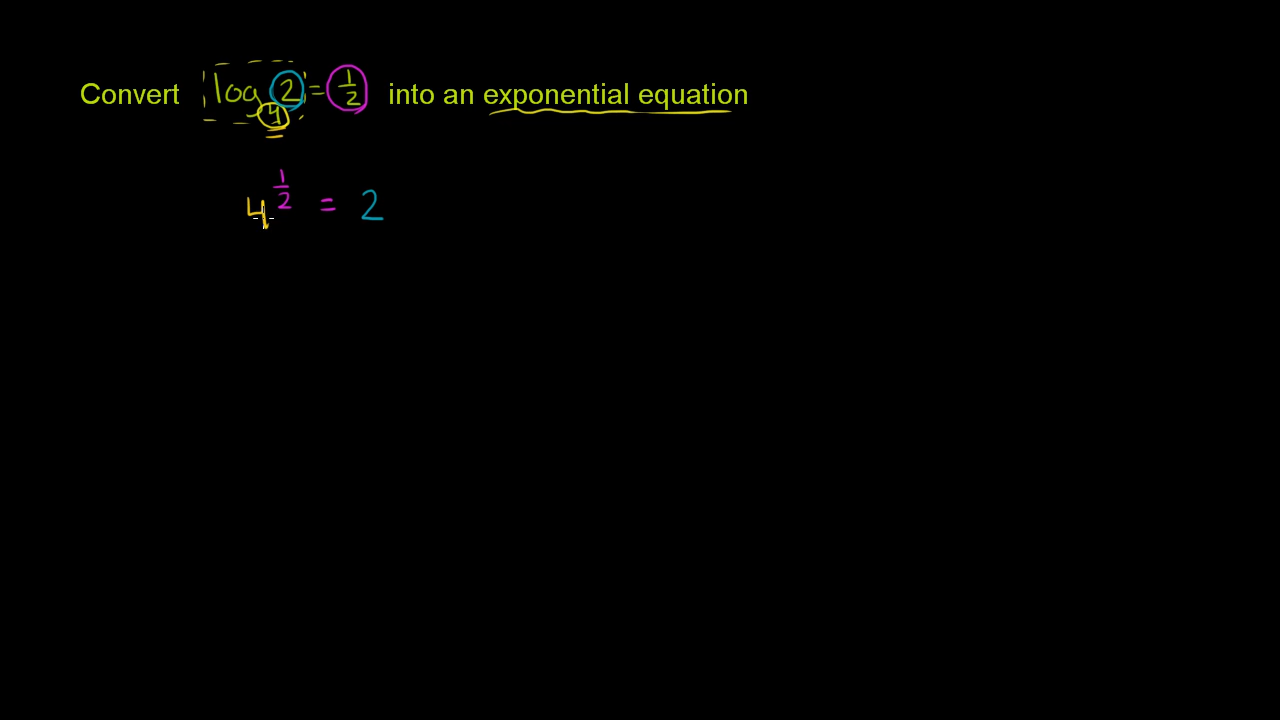 Convert log₄ 2 = 1/2 into an exponential equation
4^(1/2) = 2